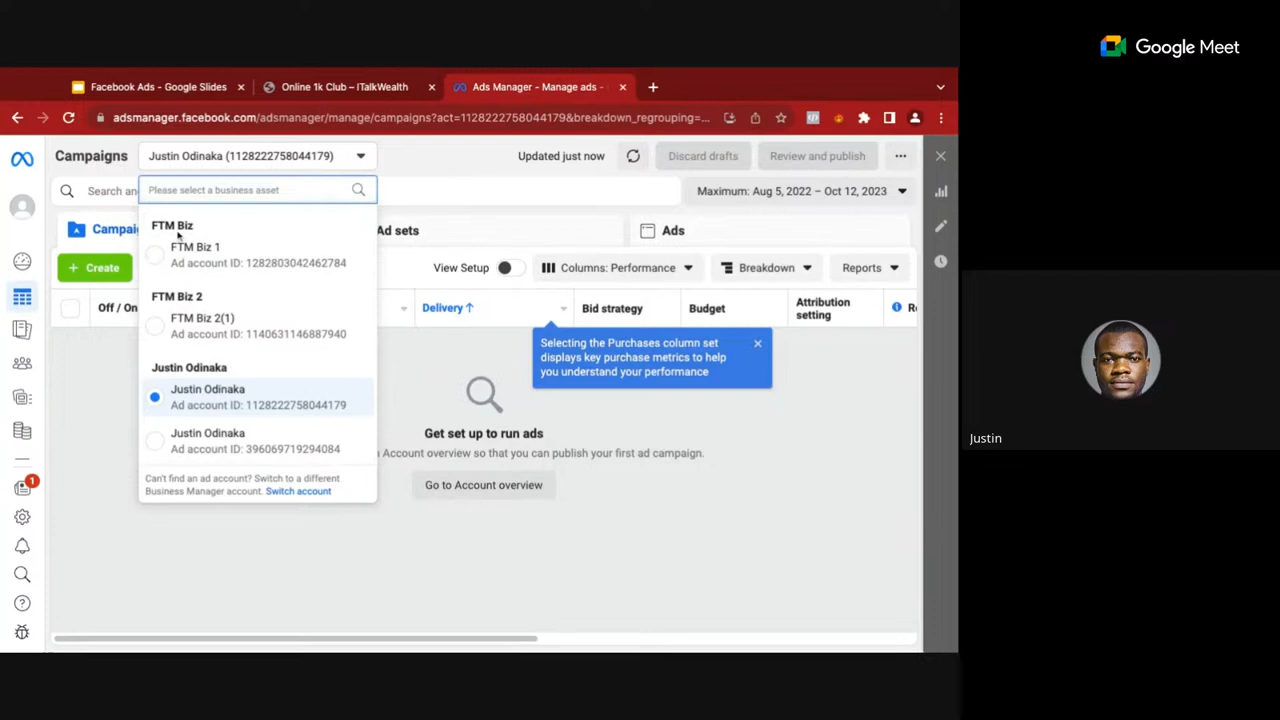 Google Meet
Facebook Ads - Google Slides
Online 1k Club – ITalkWealth
Ads Manager - Manage ads -
adsmanager.facebook.com/adsmanager/manage/campaigns?act=1128222758044179&breakdown_regrouping=...
Campaigns
Justin Odinaka (1128222758044179)
Updated just now
Discard drafts
Review and publish
Search an
Please select a business asset
Maximum: Aug 5, 2022 – Oct 12, 2023
FTM Biz
FTM Biz 1
Ad account ID: 1282803042462784
FTM Biz 2
FTM Biz 2(1)
Ad account ID: 1140631146887940
Justin Odinaka
Justin Odinaka
Ad account ID: 1128222758044179
Justin Odinaka
Ad account ID: 396069719294084
Can't find an ad account? Switch to a different
Business Manager account. Switch account
Campai
Ad sets
Ads
+ Create
View Setup
Columns: Performance
Breakdown
Reports
Off / On
Delivery ↑
Bid strategy
Budget
Attribution
setting
Re
Selecting the Purchases column set
displays key purchase metrics to help
you understand your performance
Get set up to run ads
Account overview so that you can publish your first ad campaign.
Go to Account overview
1
Justin